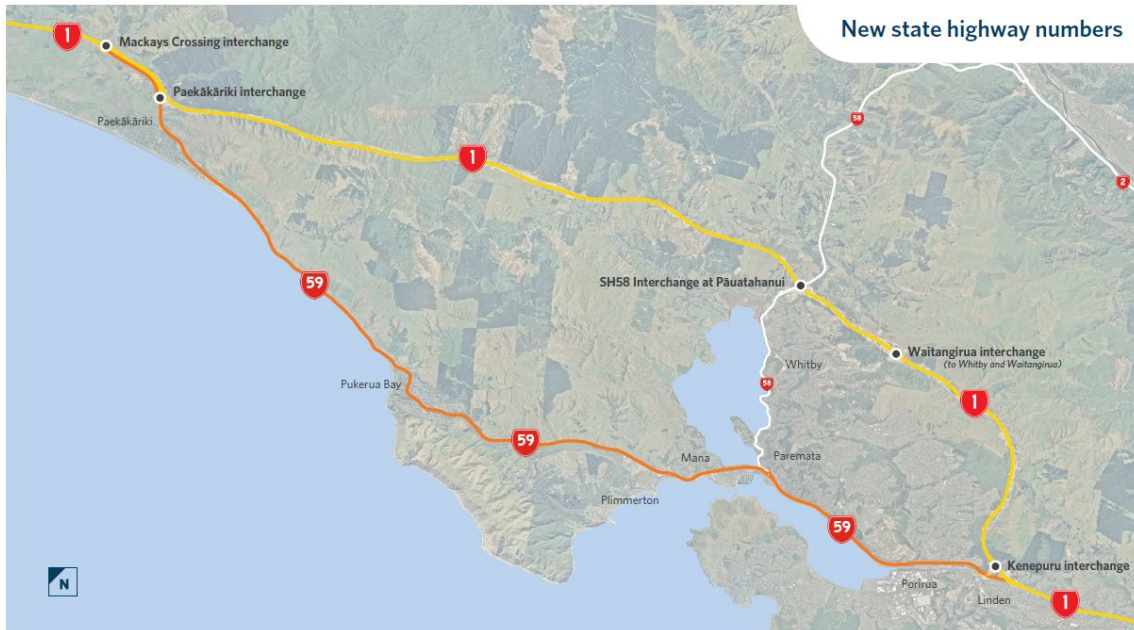 New state highway numbers
1
Mackays Crossing interchange
Paekākāriki interchange
Paekākāriki
58
1
2
59
SH58 Interchange at Pāuatahanui
Waitangirua interchange
(to Whitby and Waitangirua)
Whitby
58
Pukerua Bay
1
59
Mana
Paremata
Plimmerton
59
Kenepuru interchange
Porirua
Linden
1
N